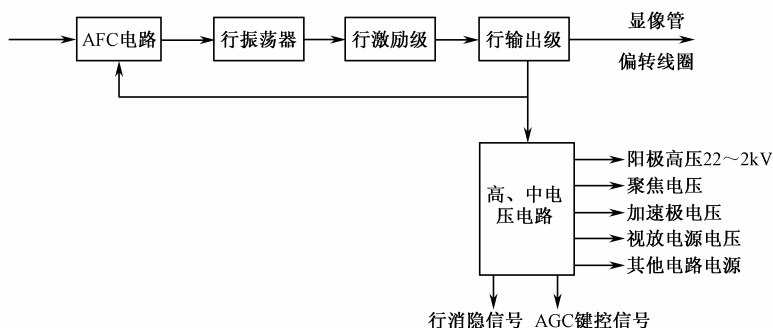 显像管
AFC电路
行振荡器
行激励级
行输出级
偏转线圈
高、中电
压电路
阳极高压22～2kV
聚焦电压
加速极电压
视放电源电压
其他电路电源
行消隐信号
AGC键控信号